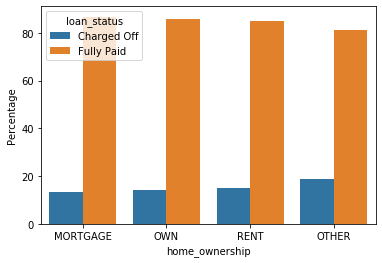 loan_status
Charged Off
Fully Paid
80
60
40
20
0
Percentage
MORTGAGE OWN RENT OTHER
home_ownership